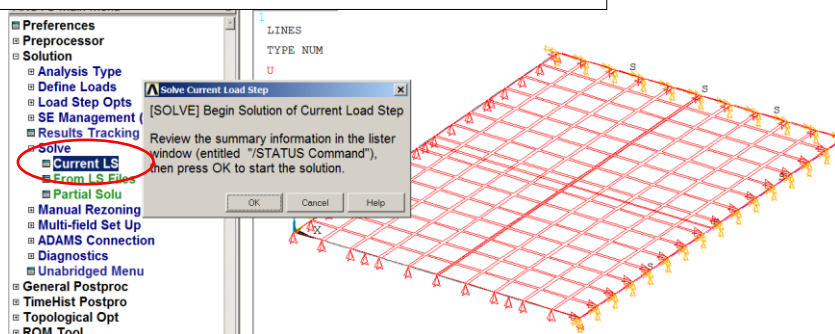 Preferences
Preprocessor
Solution
Analysis Type
Define Loads
Load Step Opts
SE Management (
Results Tracking
Solve
Current LS
From LS Files
Partial Solu
Manual Rezoning
Multi-field Set Up
ADAMS Connection
Diagnostics
Unabridged Menu
General Postproc
TimeHist Postpro
Topological Opt
ROM Tool
Solve Current Load Step
[SOLVE] Begin Solution of Current Load Step
Review the summary information in the lister
window (entitled "/STATUS Command"),
then press OK to start the solution.
OK
Cancel
Help
1
LINES
TYPE NUM
U
X
S
S
S
S
S